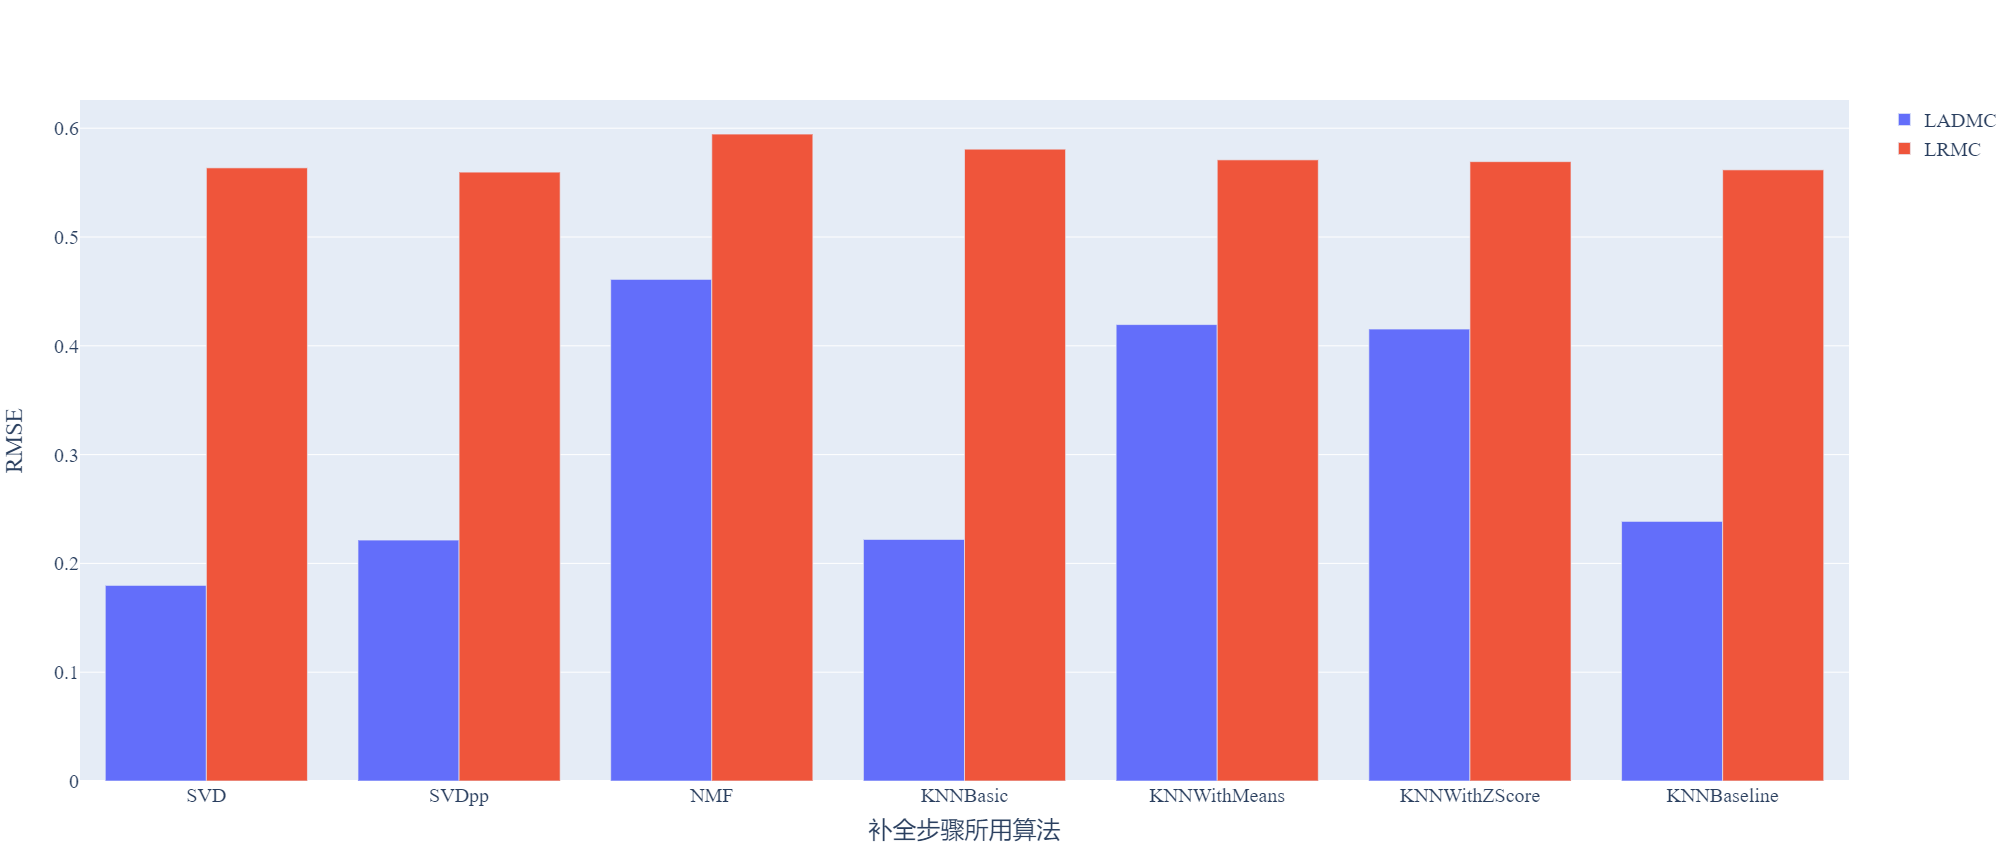 LADMC
LRMC
0.6
0.5
0.4
0.3
0.2
0.1
0
RMSE
SVD
SVDpp
NMF
KNNBasic
KNNWithMeans
KNNWithZScore
KNNBaseline
补全步骤所用算法